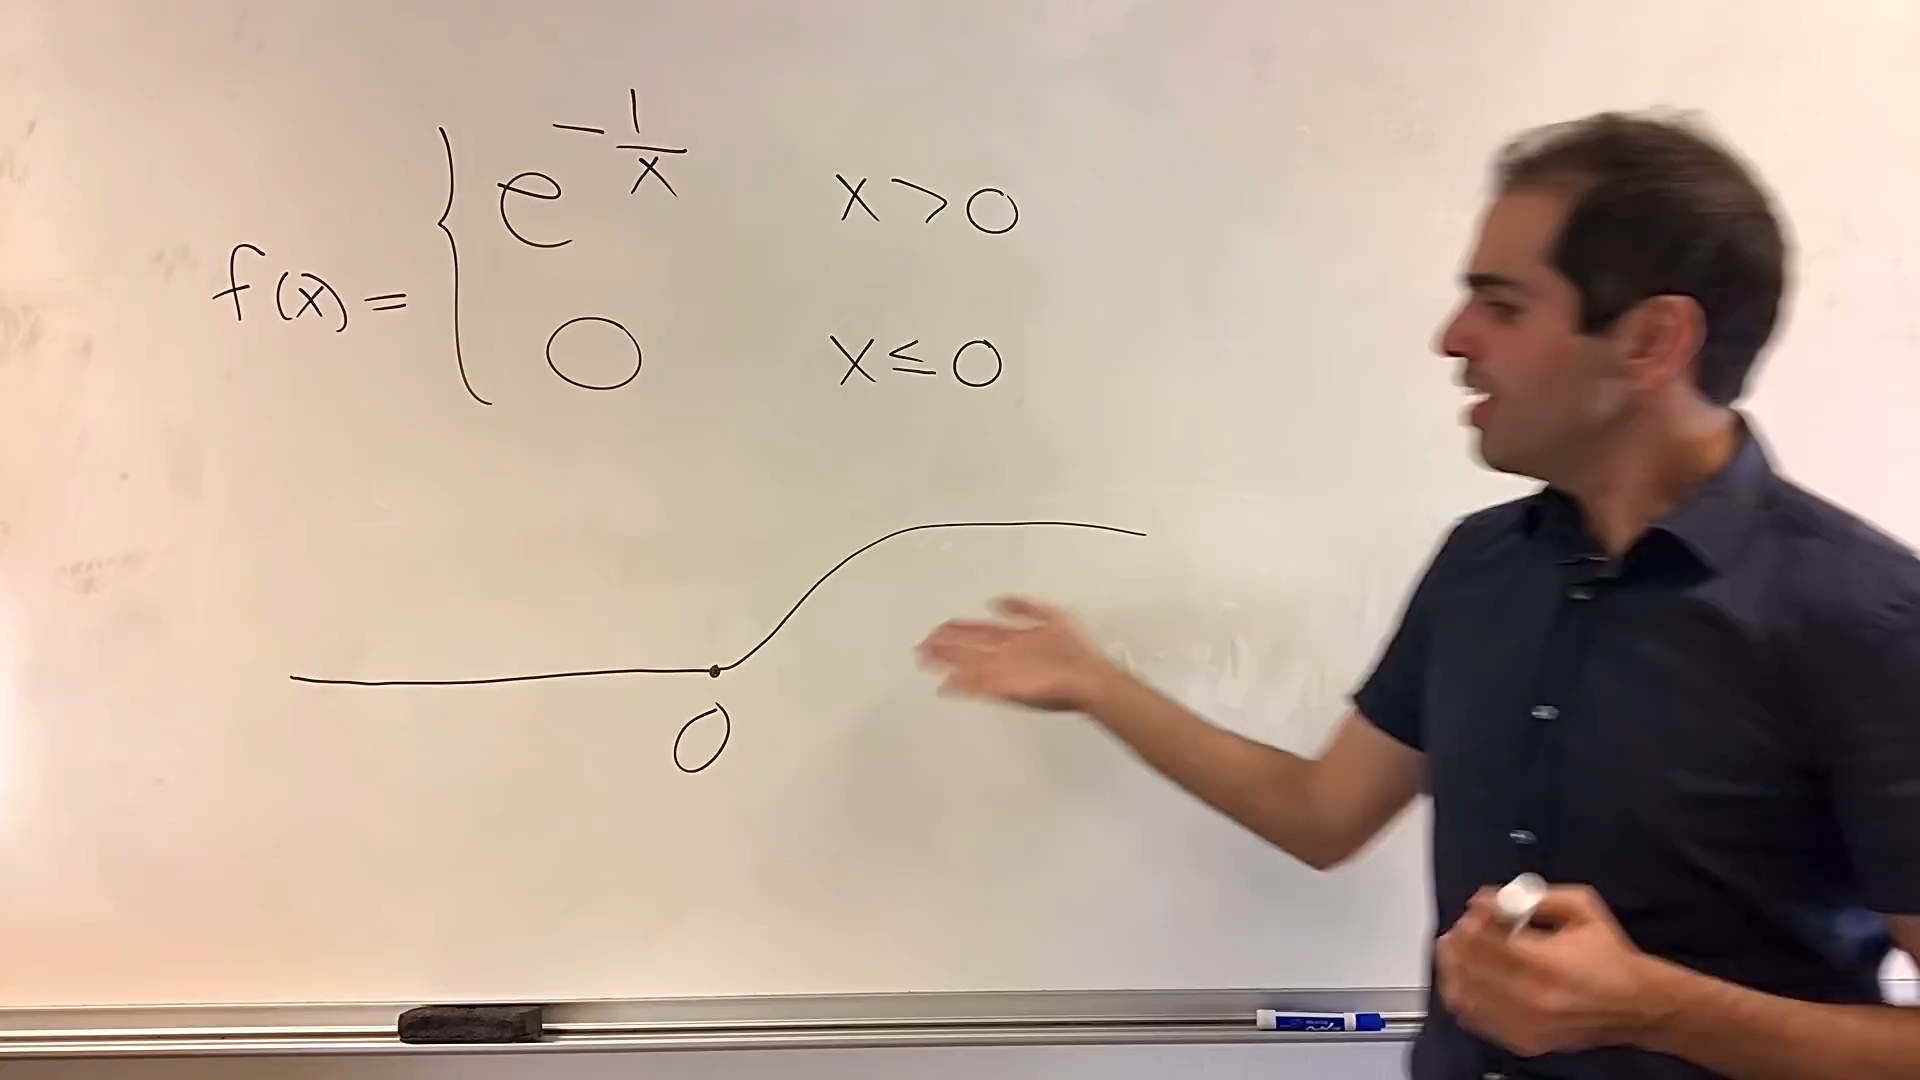 f(x) = { e^{-1/x} x > 0
0 x ≤ 0
0